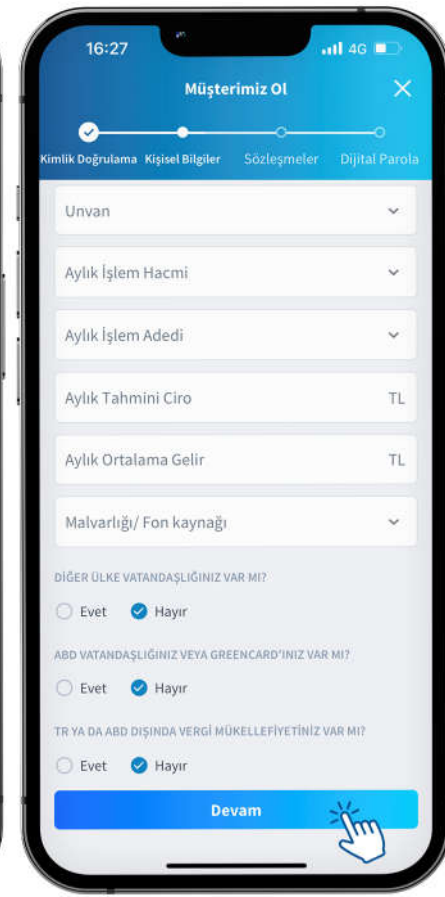 16:27
4G
Müşterimiz Ol
Kimlik Doğrulama Kişisel Bilgiler Sözleşmeler Dijital Parola
Unvan
Aylık İşlem Hacmi
Aylık İşlem Adedi
Aylık Tahmini Ciro TL
Aylık Ortalama Gelir TL
Malvarlığı/ Fon kaynağı
DİĞER ÜLKE VATANDAŞLIĞINIZ VAR MI?
Evet Hayır
ABD VATANDAŞLIĞINIZ VEYA GREENCARD'INIZ VAR MI?
Evet Hayır
TR YA DA ABD DIŞINDA VERGİ MÜKELLEFİYETİNİZ VAR MI?
Evet Hayır
Devam